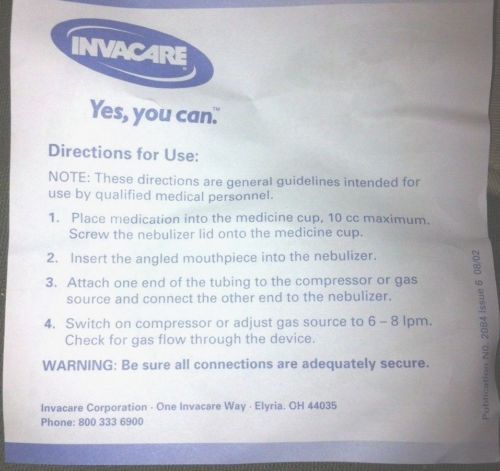 INVACARE®
Yes, you can.™
Directions for Use:
NOTE: These directions are general guidelines intended for
use by qualified medical personnel.
1. Place medication into the medicine cup, 10 cc maximum.
Screw the nebulizer lid onto the medicine cup.
2. Insert the angled mouthpiece into the nebulizer.
3. Attach one end of the tubing to the compressor or gas
source and connect the other end to the nebulizer.
4. Switch on compressor or adjust gas source to 6 – 8 lpm.
Check for gas flow through the device.
WARNING: Be sure all connections are adequately secure.
Invacare Corporation · One Invacare Way · Elyria. OH 44035
Phone: 800 333 6900
Publication No. 2084 Issue 6 08/02